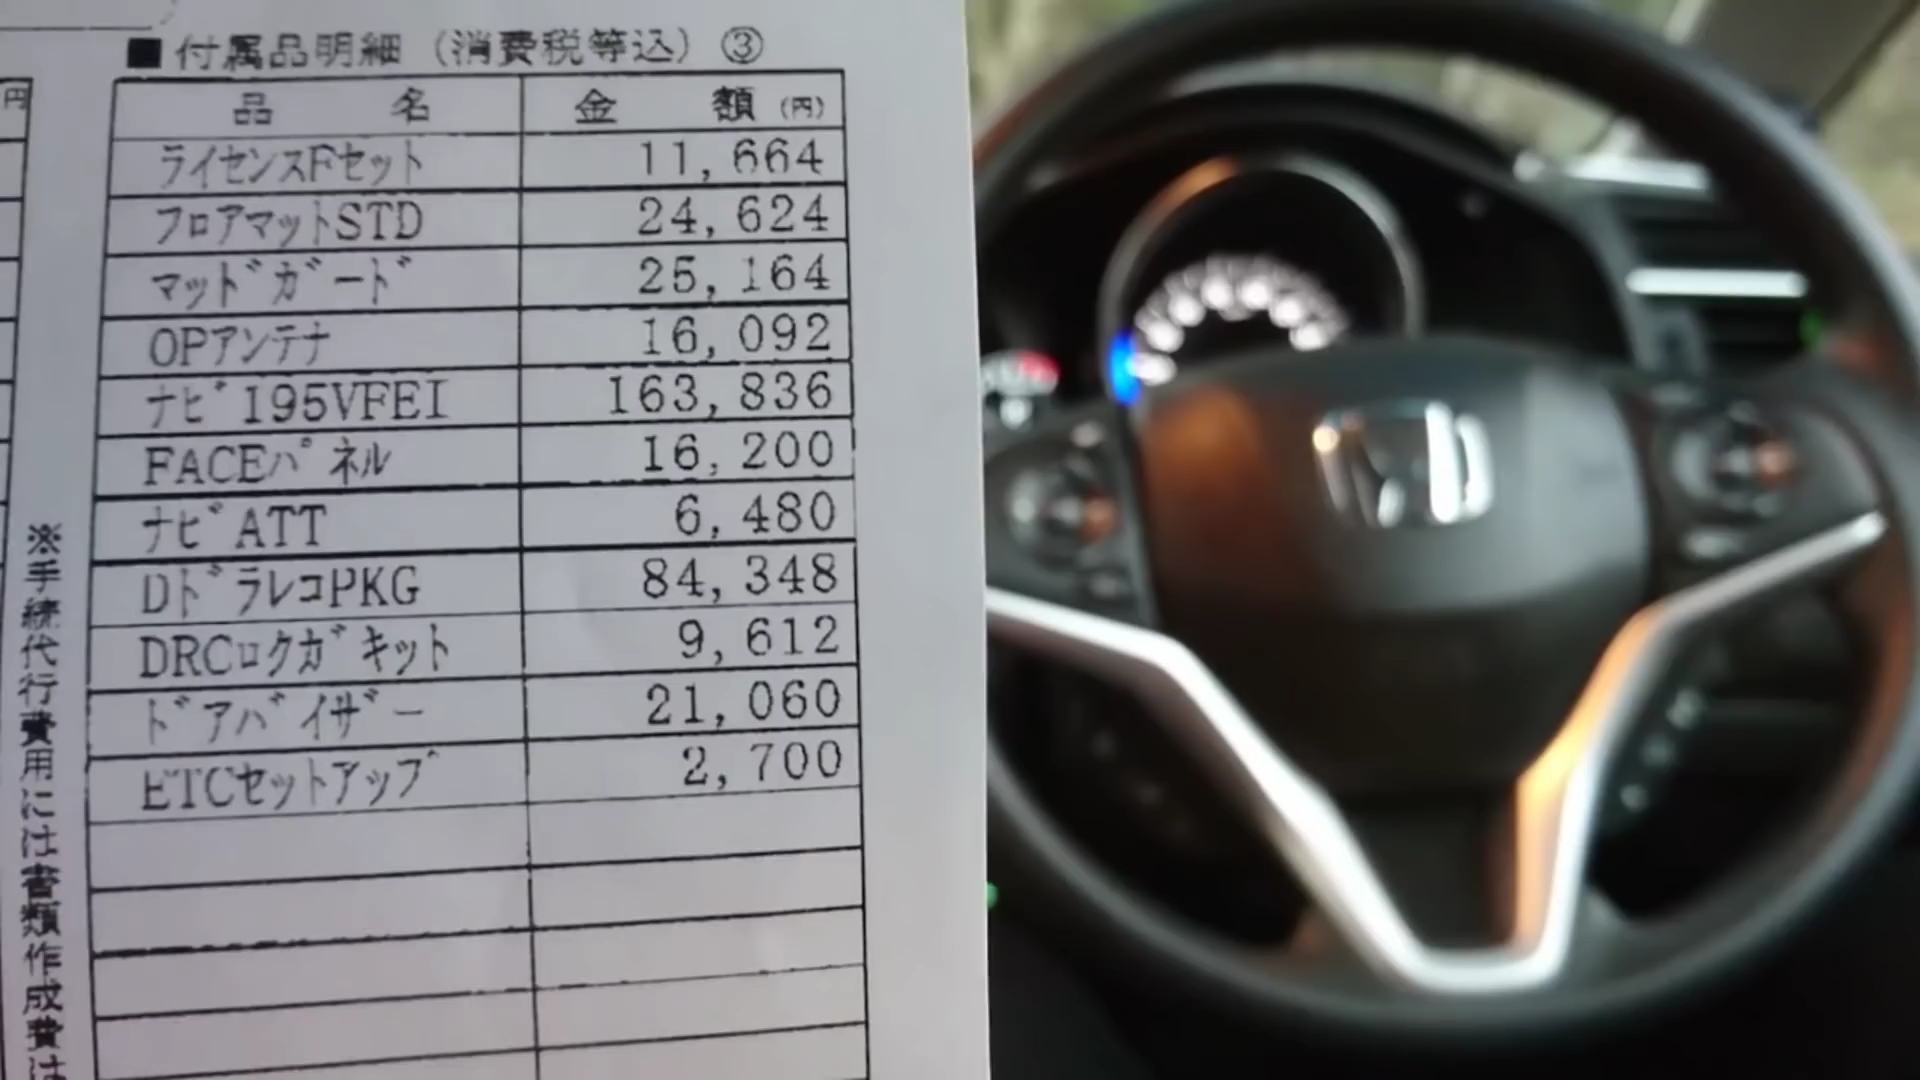 ■付属品明細（消費税等込）③
品名 金額（円）
ライセンスFセット 11,664
フロアマットSTD 24,624
マッドガード 25,164
OPアンテナ 16,092
ナビI95VFEI 163,836
FACEパネル 16,200
ナビATT 6,480
DドラレコPKG 84,348
DRCロクガキット 9,612
ドアバイザー 21,060
ETCセットアップ 2,700
円
※手続代行費用には書類作成費は